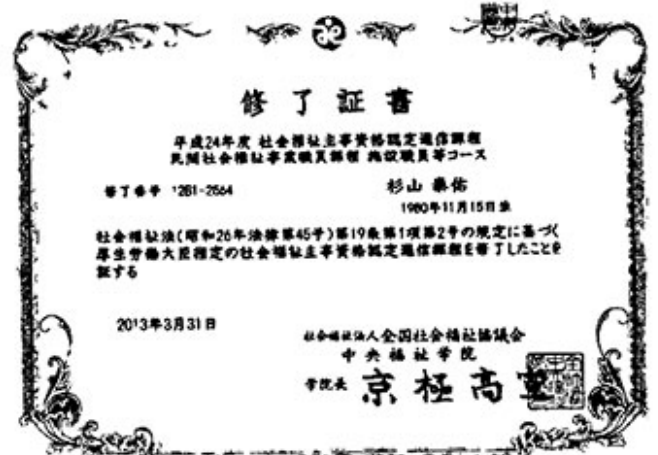 修了証書
平成24年度 社会福祉主事資格認定通信課程
民間社会福祉事業職員課程 施設職員等コース
修了番号 1281-2564
杉山 泰佑
1980年11月15日生
社会福祉法(昭和26年法律第45号)第19条第1項第2号の規定に基づく
厚生労働大臣指定の社会福祉主事資格認定通信課程を修了したことを
証する
2013年3月31日
社会福祉法人全国社会福祉協議会
中央福祉学院
学院長 京極高宣